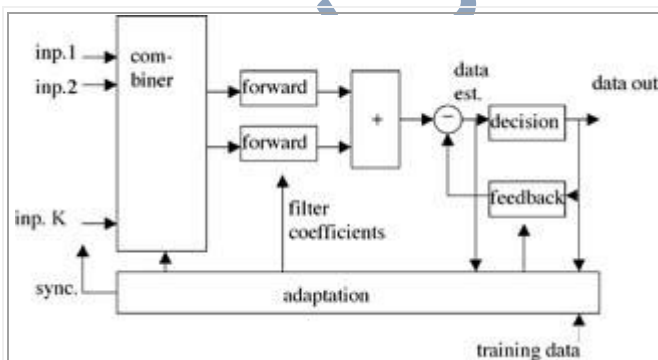 inp.1
inp.2
inp. K
sync.
com-
biner
forward
forward
filter
coefficients
+
−
data
est.
decision
feedback
data out
adaptation
training data